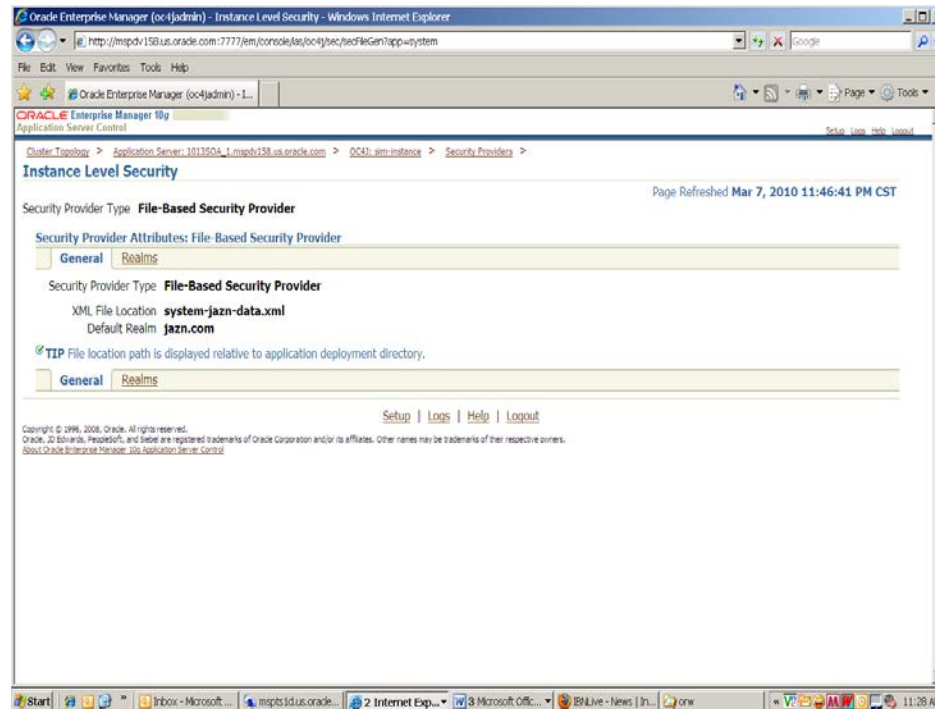 Oracle Enterprise Manager (oc4jadmin) - Instance Level Security - Windows Internet Explorer
http://mspdv158.us.oracle.com:7777/em/console/ias/oc4j/sec/secFileGen?app=system
Google
File Edit View Favorites Tools Help
Oracle Enterprise Manager (oc4jadmin) - I...
Page Tools
ORACLE Enterprise Manager 10g
Application Server Control
Setup Logs Help Logout
Cluster Topology > Application Server: 1013SOA_1.mspdv158.us.oracle.com > OC4J: sim-instance > Security Providers >
Instance Level Security
Page Refreshed Mar 7, 2010 11:46:41 PM CST
Security Provider Type File-Based Security Provider
Security Provider Attributes: File-Based Security Provider
General Realms
Security Provider Type File-Based Security Provider
XML File Location system-jazn-data.xml
Default Realm jazn.com
TIP File location path is displayed relative to application deployment directory.
General Realms
Setup | Logs | Help | Logout
Copyright © 1996, 2008, Oracle. All rights reserved.
Oracle, JD Edwards, PeopleSoft, and Siebel are registered trademarks of Oracle Corporation and/or its affiliates. Other names may be trademarks of their respective owners.
About Oracle Enterprise Manager 10g Application Server Control
Start Inbox - Microsoft ... mspts1d.us.oracle... 2 Internet Exp... 3 Microsoft Offic... IBNLive - News | In... orw 11:28 A